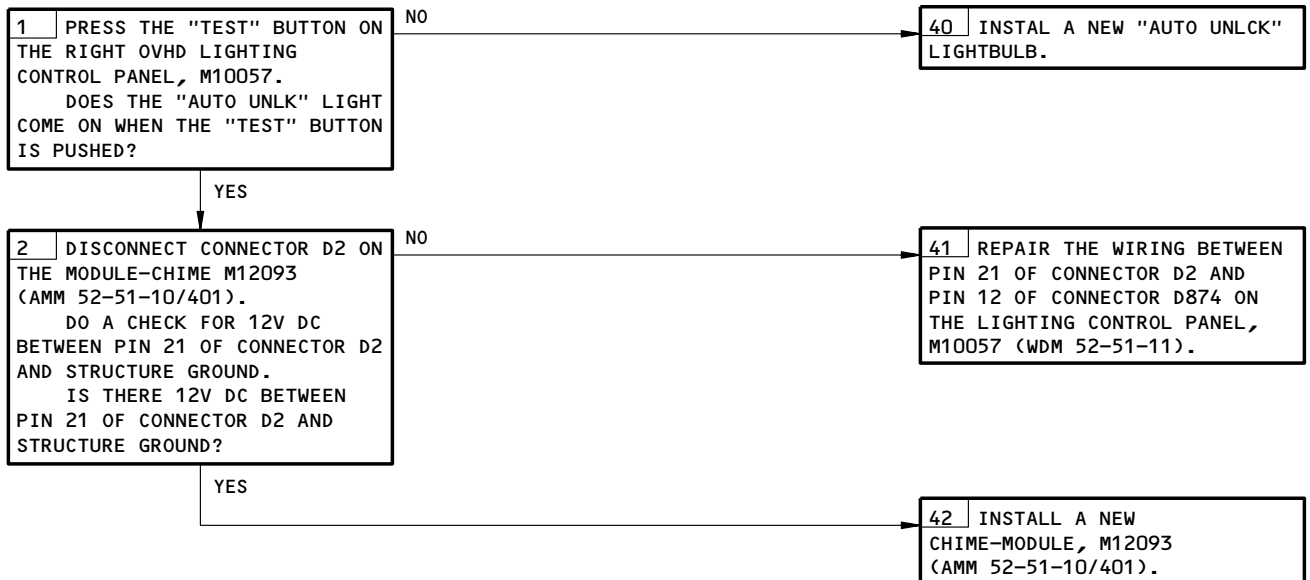 1 PRESS THE "TEST" BUTTON ON
THE RIGHT OVHD LIGHTING
CONTROL PANEL, M10057.
DOES THE "AUTO UNLK" LIGHT
COME ON WHEN THE "TEST" BUTTON
IS PUSHED?
NO
40 INSTAL A NEW "AUTO UNLCK"
LIGHTBULB.
YES
2 DISCONNECT CONNECTOR D2 ON
THE MODULE-CHIME M12093
(AMM 52-51-10/401).
DO A CHECK FOR 12V DC
BETWEEN PIN 21 OF CONNECTOR D2
AND STRUCTURE GROUND.
IS THERE 12V DC BETWEEN
PIN 21 OF CONNECTOR D2 AND
STRUCTURE GROUND?
NO
41 REPAIR THE WIRING BETWEEN
PIN 21 OF CONNECTOR D2 AND
PIN 12 OF CONNECTOR D874 ON
THE LIGHTING CONTROL PANEL,
M10057 (WDM 52-51-11).
YES
42 INSTALL A NEW
CHIME-MODULE, M12093
(AMM 52-51-10/401).